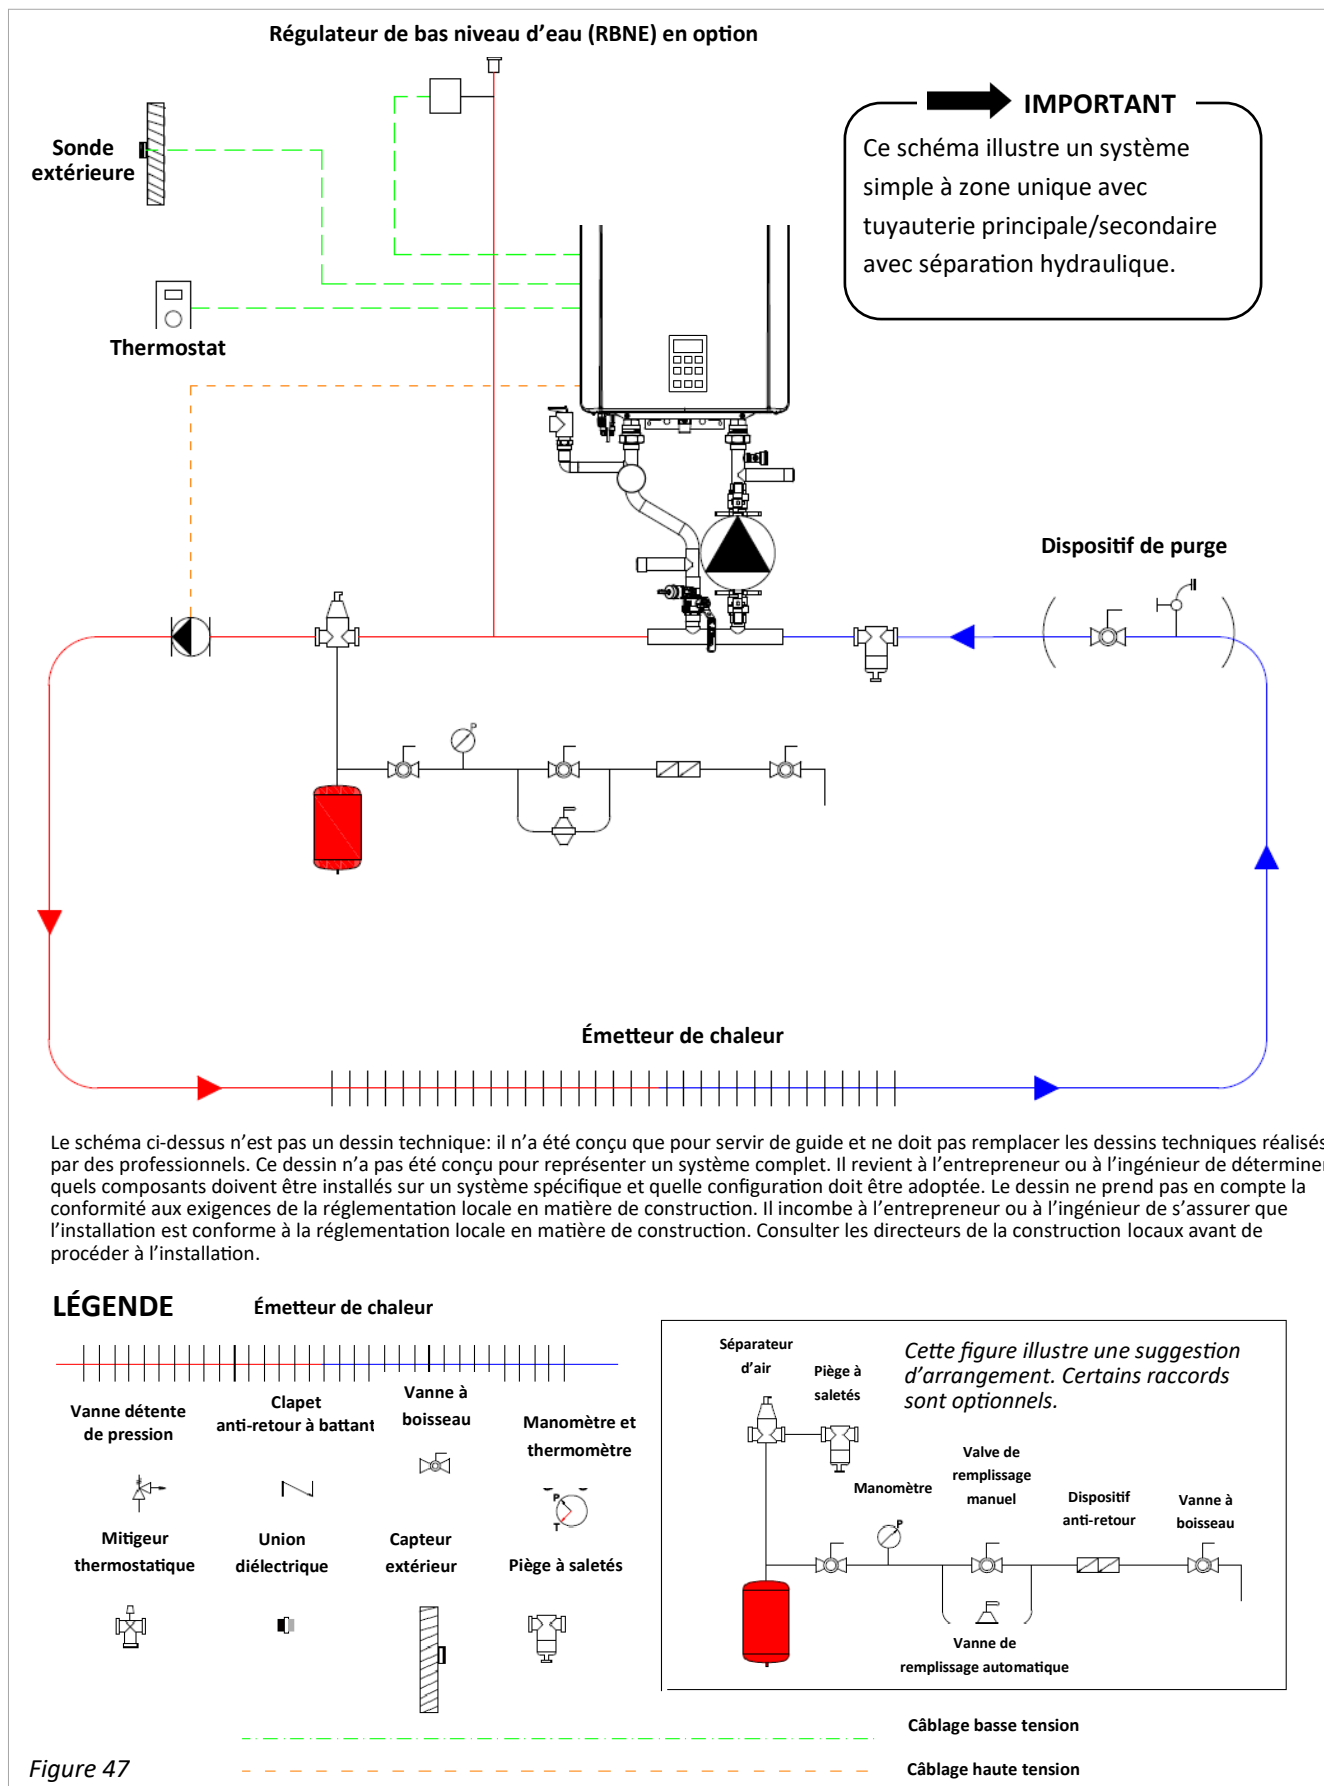 Régulateur de bas niveau d’eau (RBNE) en option
IMPORTANT
Ce schéma illustre un système
simple à zone unique avec
tuyauterie principale/secondaire
avec séparation hydraulique.
Sonde
extérieure
Thermostat
Dispositif de purge
P
Émetteur de chaleur
Le schéma ci-dessus n’est pas un dessin technique: il n’a été conçu que pour servir de guide et ne doit pas remplacer les dessins techniques réalisés
par des professionnels. Ce dessin n’a pas été conçu pour représenter un système complet. Il revient à l’entrepreneur ou à l’ingénieur de déterminer
quels composants doivent être installés sur un système spécifique et quelle configuration doit être adoptée. Le dessin ne prend pas en compte la
conformité aux exigences de la réglementation locale en matière de construction. Il incombe à l’entrepreneur ou à l’ingénieur de s’assurer que
l’installation est conforme à la réglementation locale en matière de construction. Consulter les directeurs de la construction locaux avant de
procéder à l’installation.
LÉGENDE
Émetteur de chaleur
Vanne détente
de pression
Clapet
anti-retour à battant
Vanne à
boisseau
Manomètre et
thermomètre
P
T
Mitigeur
thermostatique
Union
diélectrique
Capteur
extérieur
Piège à saletés
Séparateur
d’air
Piège à
saletés
Cette figure illustre une suggestion
d’arrangement. Certains raccords
sont optionnels.
Manomètre
P
Valve de
remplissage
manuel
Dispositif
anti-retour
Vanne à
boisseau
Vanne de
remplissage automatique
Câblage basse tension
Câblage haute tension
Figure 47